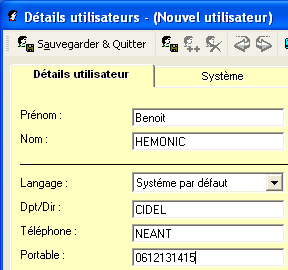 Détails utilisateurs - (Nouvel utilisateur)
Sauvegarder & Quitter
Détails utilisateur Système
Prénom : Benoit
Nom : HEMONIC
Langage : Systéme par défaut
Dpt/Dir : CIDEL
Téléphone : NEANT
Portable : 0612131415